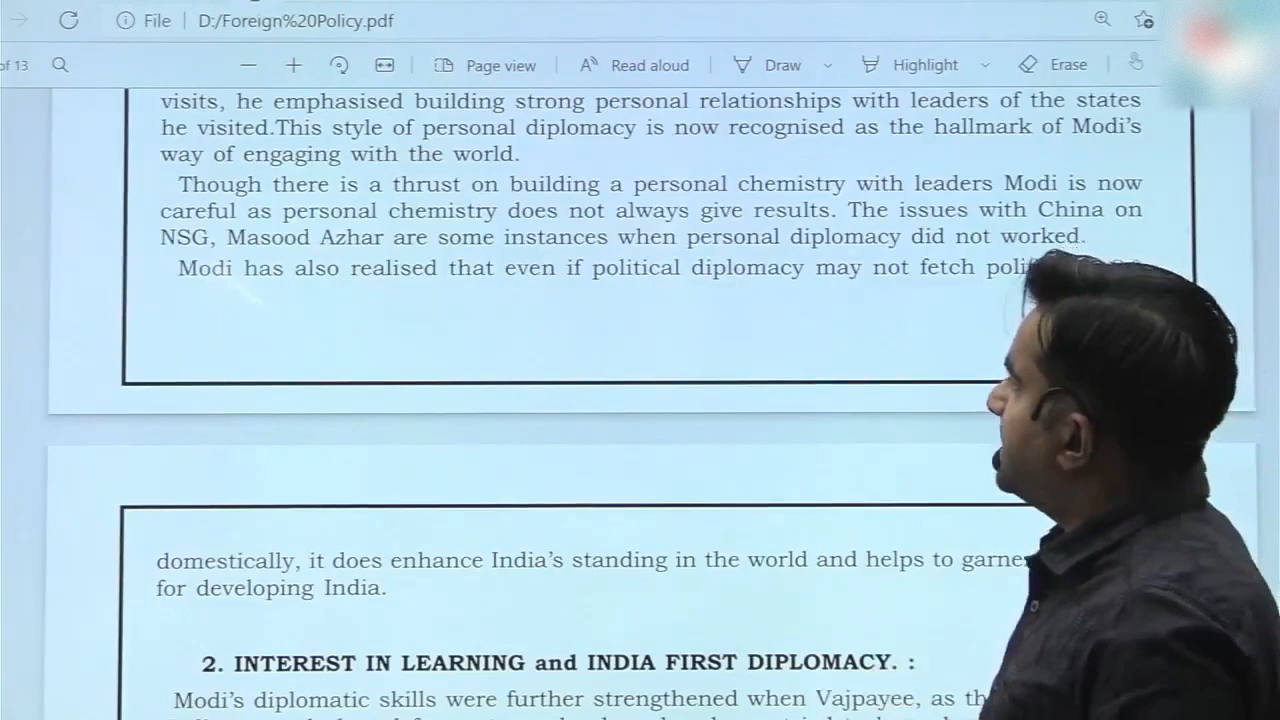 File D:/Foreign%20Policy.pdf
of 13 Page view A Read aloud Draw Highlight Erase
visits, he emphasised building strong personal relationships with leaders of the states
he visited.This style of personal diplomacy is now recognised as the hallmark of Modi's
way of engaging with the world.
Though there is a thrust on building a personal chemistry with leaders Modi is now
careful as personal chemistry does not always give results. The issues with China on
NSG, Masood Azhar are some instances when personal diplomacy did not worked.
Modi has also realised that even if political diplomacy may not fetch
domestically, it does enhance India's standing in the world and helps to
for developing India.
2. INTEREST IN LEARNING and INDIA FIRST DIPLOMACY. :
Modi's diplomatic skills were further strengthened when Vajpayee, as